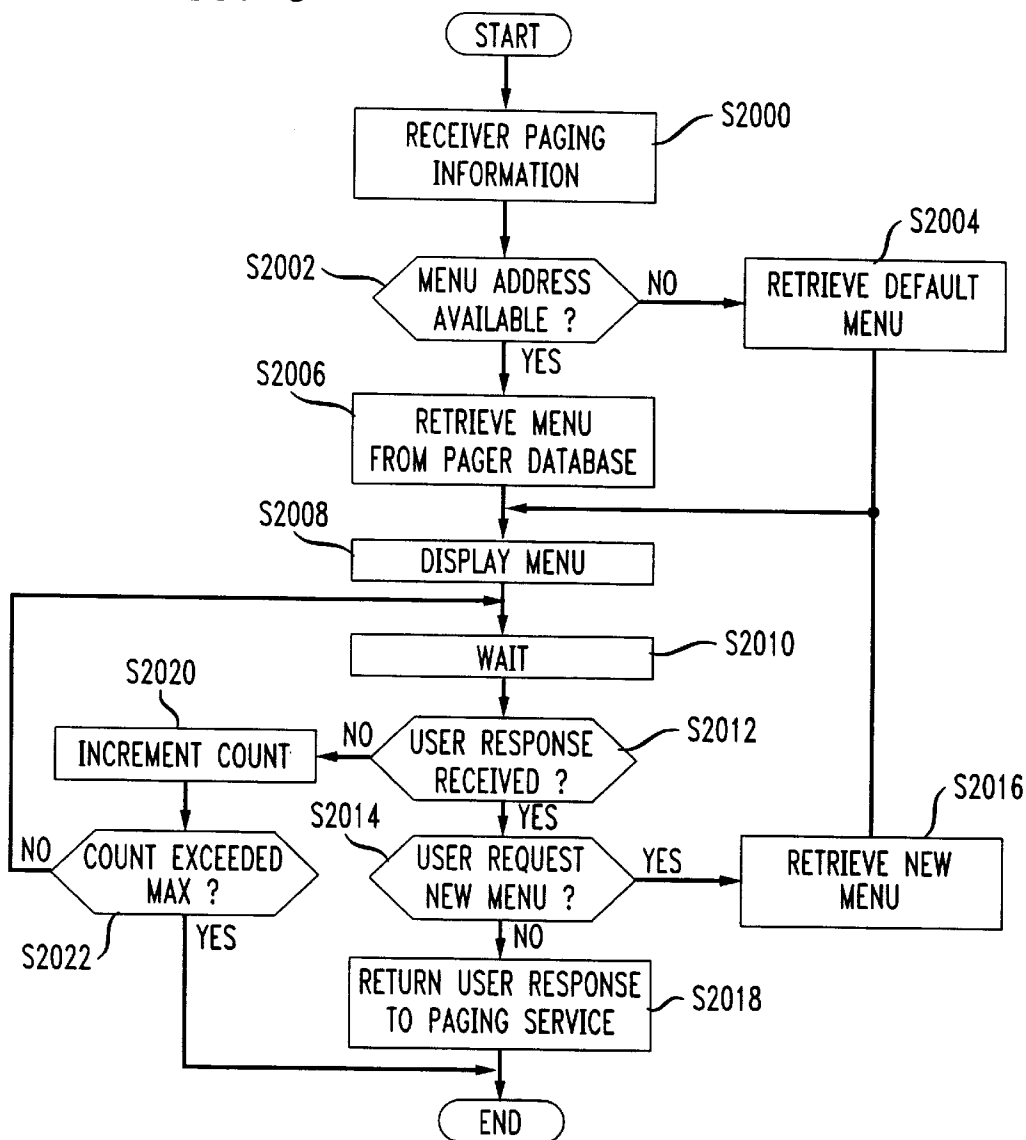 START
RECEIVER PAGING
INFORMATION
S2000
MENU ADDRESS
AVAILABLE ?
S2002
NO
RETRIEVE DEFAULT
MENU
S2004
YES
S2006
RETRIEVE MENU
FROM PAGER DATABASE
S2008
DISPLAY MENU
WAIT
S2010
S2020
INCREMENT COUNT
NO
USER RESPONSE
RECEIVED ?
S2012
YES
S2014
NO
COUNT EXCEEDED
MAX ?
S2022
YES
USER REQUEST
NEW MENU ?
YES
RETRIEVE NEW
MENU
S2016
NO
RETURN USER RESPONSE
TO PAGING SERVICE
S2018
END